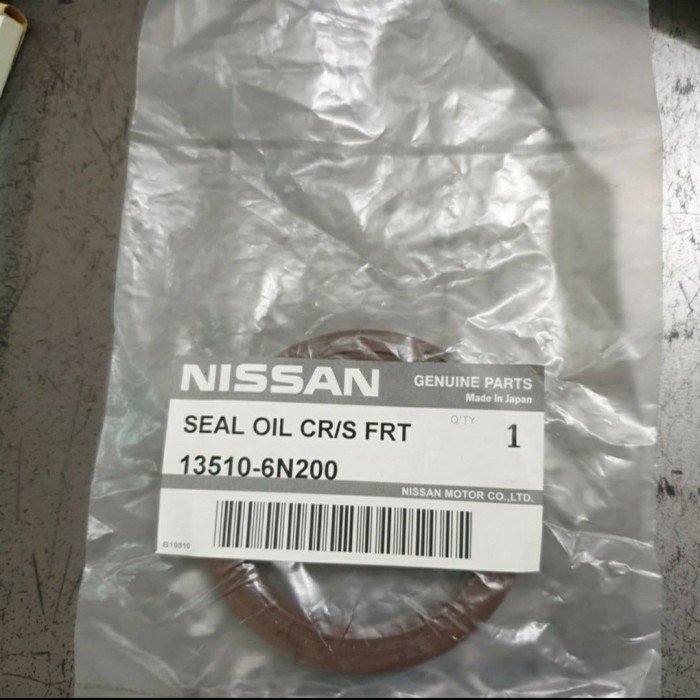 NISSAN
GENUINE PARTS
Made In Japan
SEAL OIL CR/S FRT
Q'TY
1
13510-6N200
NISSAN MOTOR CO.,LTD.
B10810